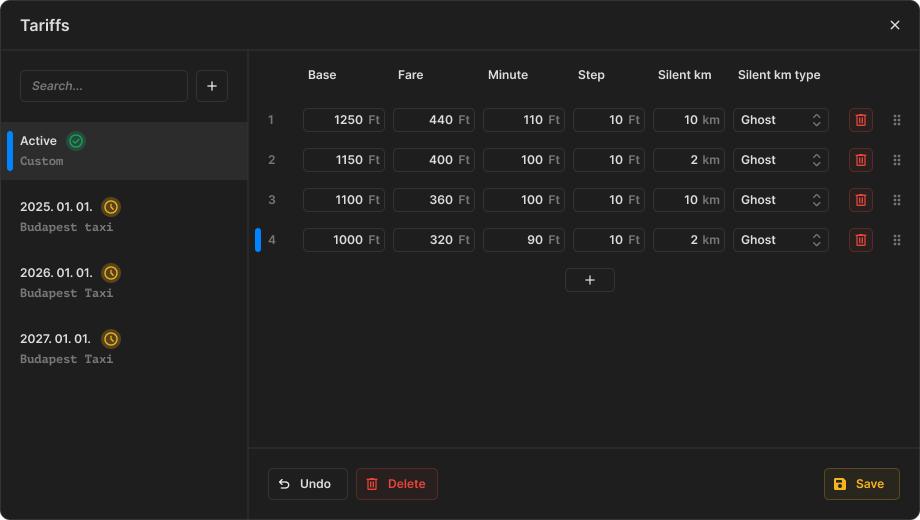 Tariffs
Search...
Active
Custom
2025. 01. 01.
Budapest taxi
2026. 01. 01.
Budapest Taxi
2027. 01. 01.
Budapest Taxi
Base Fare Minute Step Silent km Silent km type
1 1250 Ft 440 Ft 110 Ft 10 Ft 10 km Ghost
2 1150 Ft 400 Ft 100 Ft 10 Ft 2 km Ghost
3 1100 Ft 360 Ft 100 Ft 10 Ft 10 km Ghost
4 1000 Ft 320 Ft 90 Ft 10 Ft 2 km Ghost
Undo Delete Save